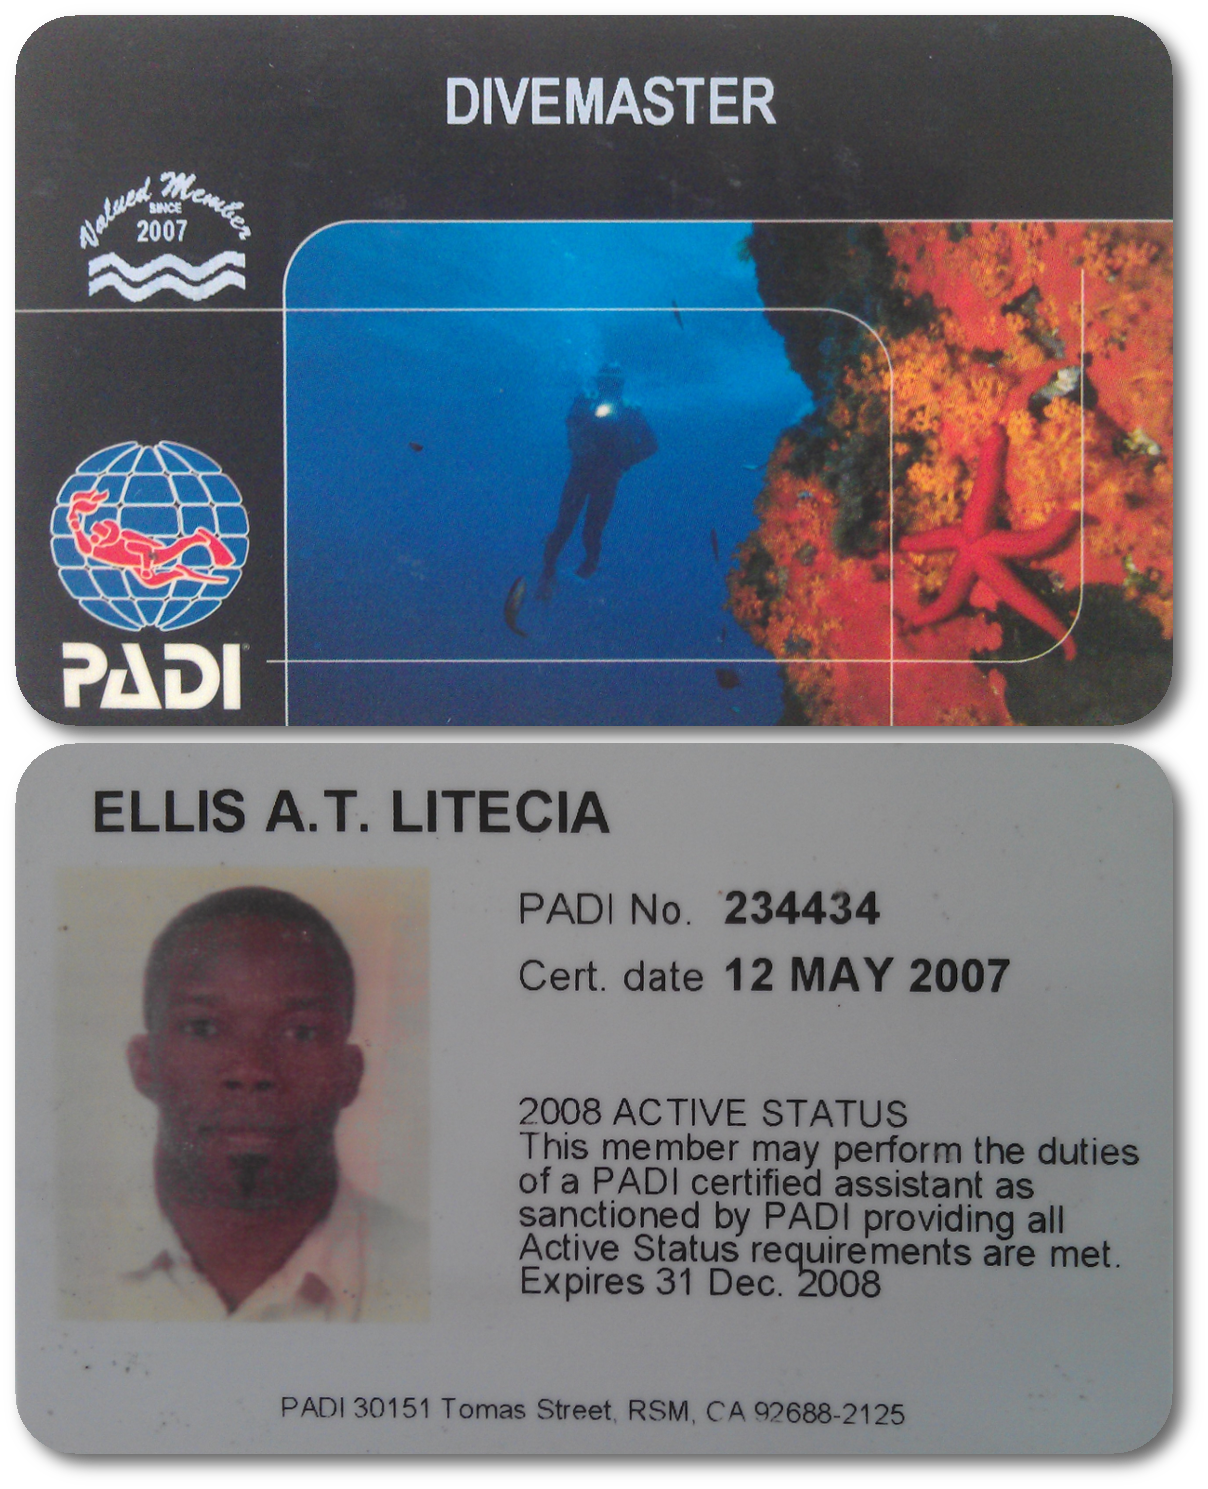 DIVEMASTER
Valued Member
SINCE
2007
PADI®
ELLIS A.T. LITECIA
PADI No. 234434
Cert. date 12 MAY 2007
2008 ACTIVE STATUS
This member may perform the duties
of a PADI certified assistant as
sanctioned by PADI providing all
Active Status requirements are met.
Expires 31 Dec. 2008
PADI 30151 Tomas Street, RSM, CA 92688-2125